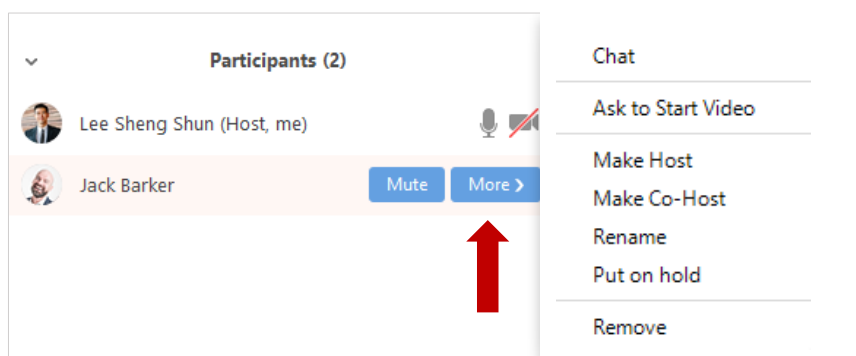 Participants (2)
Lee Sheng Shun (Host, me)
Jack Barker
Mute
More
Chat
Ask to Start Video
Make Host
Make Co-Host
Rename
Put on hold
Remove